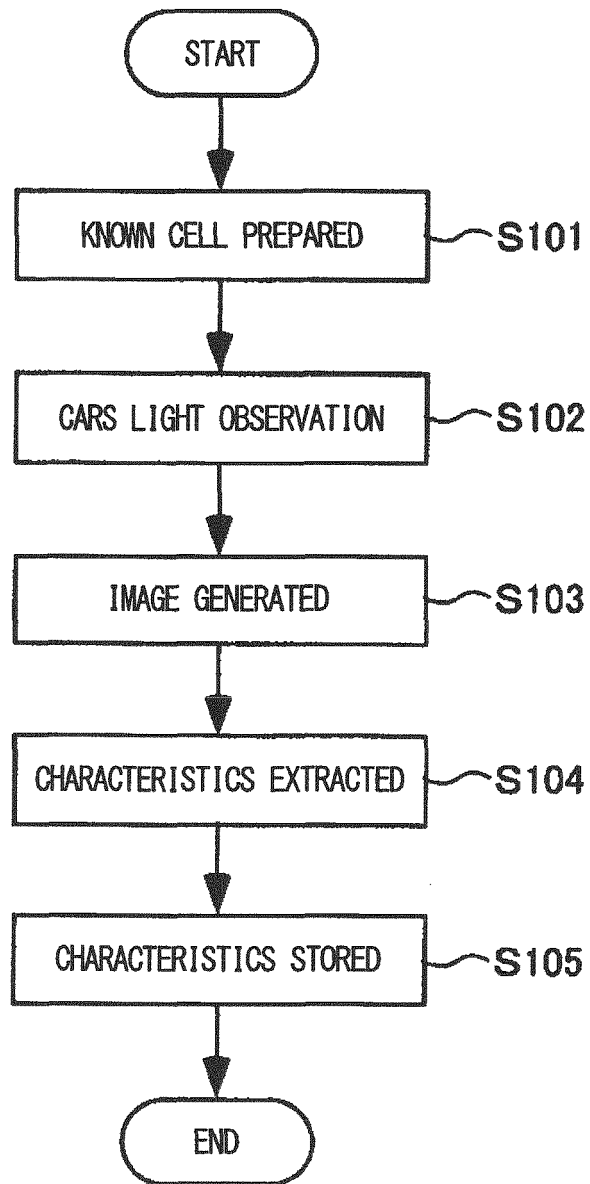 START
KNOWN CELL PREPARED S101
CARS LIGHT OBSERVATION S102
IMAGE GENERATED S103
CHARACTERISTICS EXTRACTED S104
CHARACTERISTICS STORED S105
END